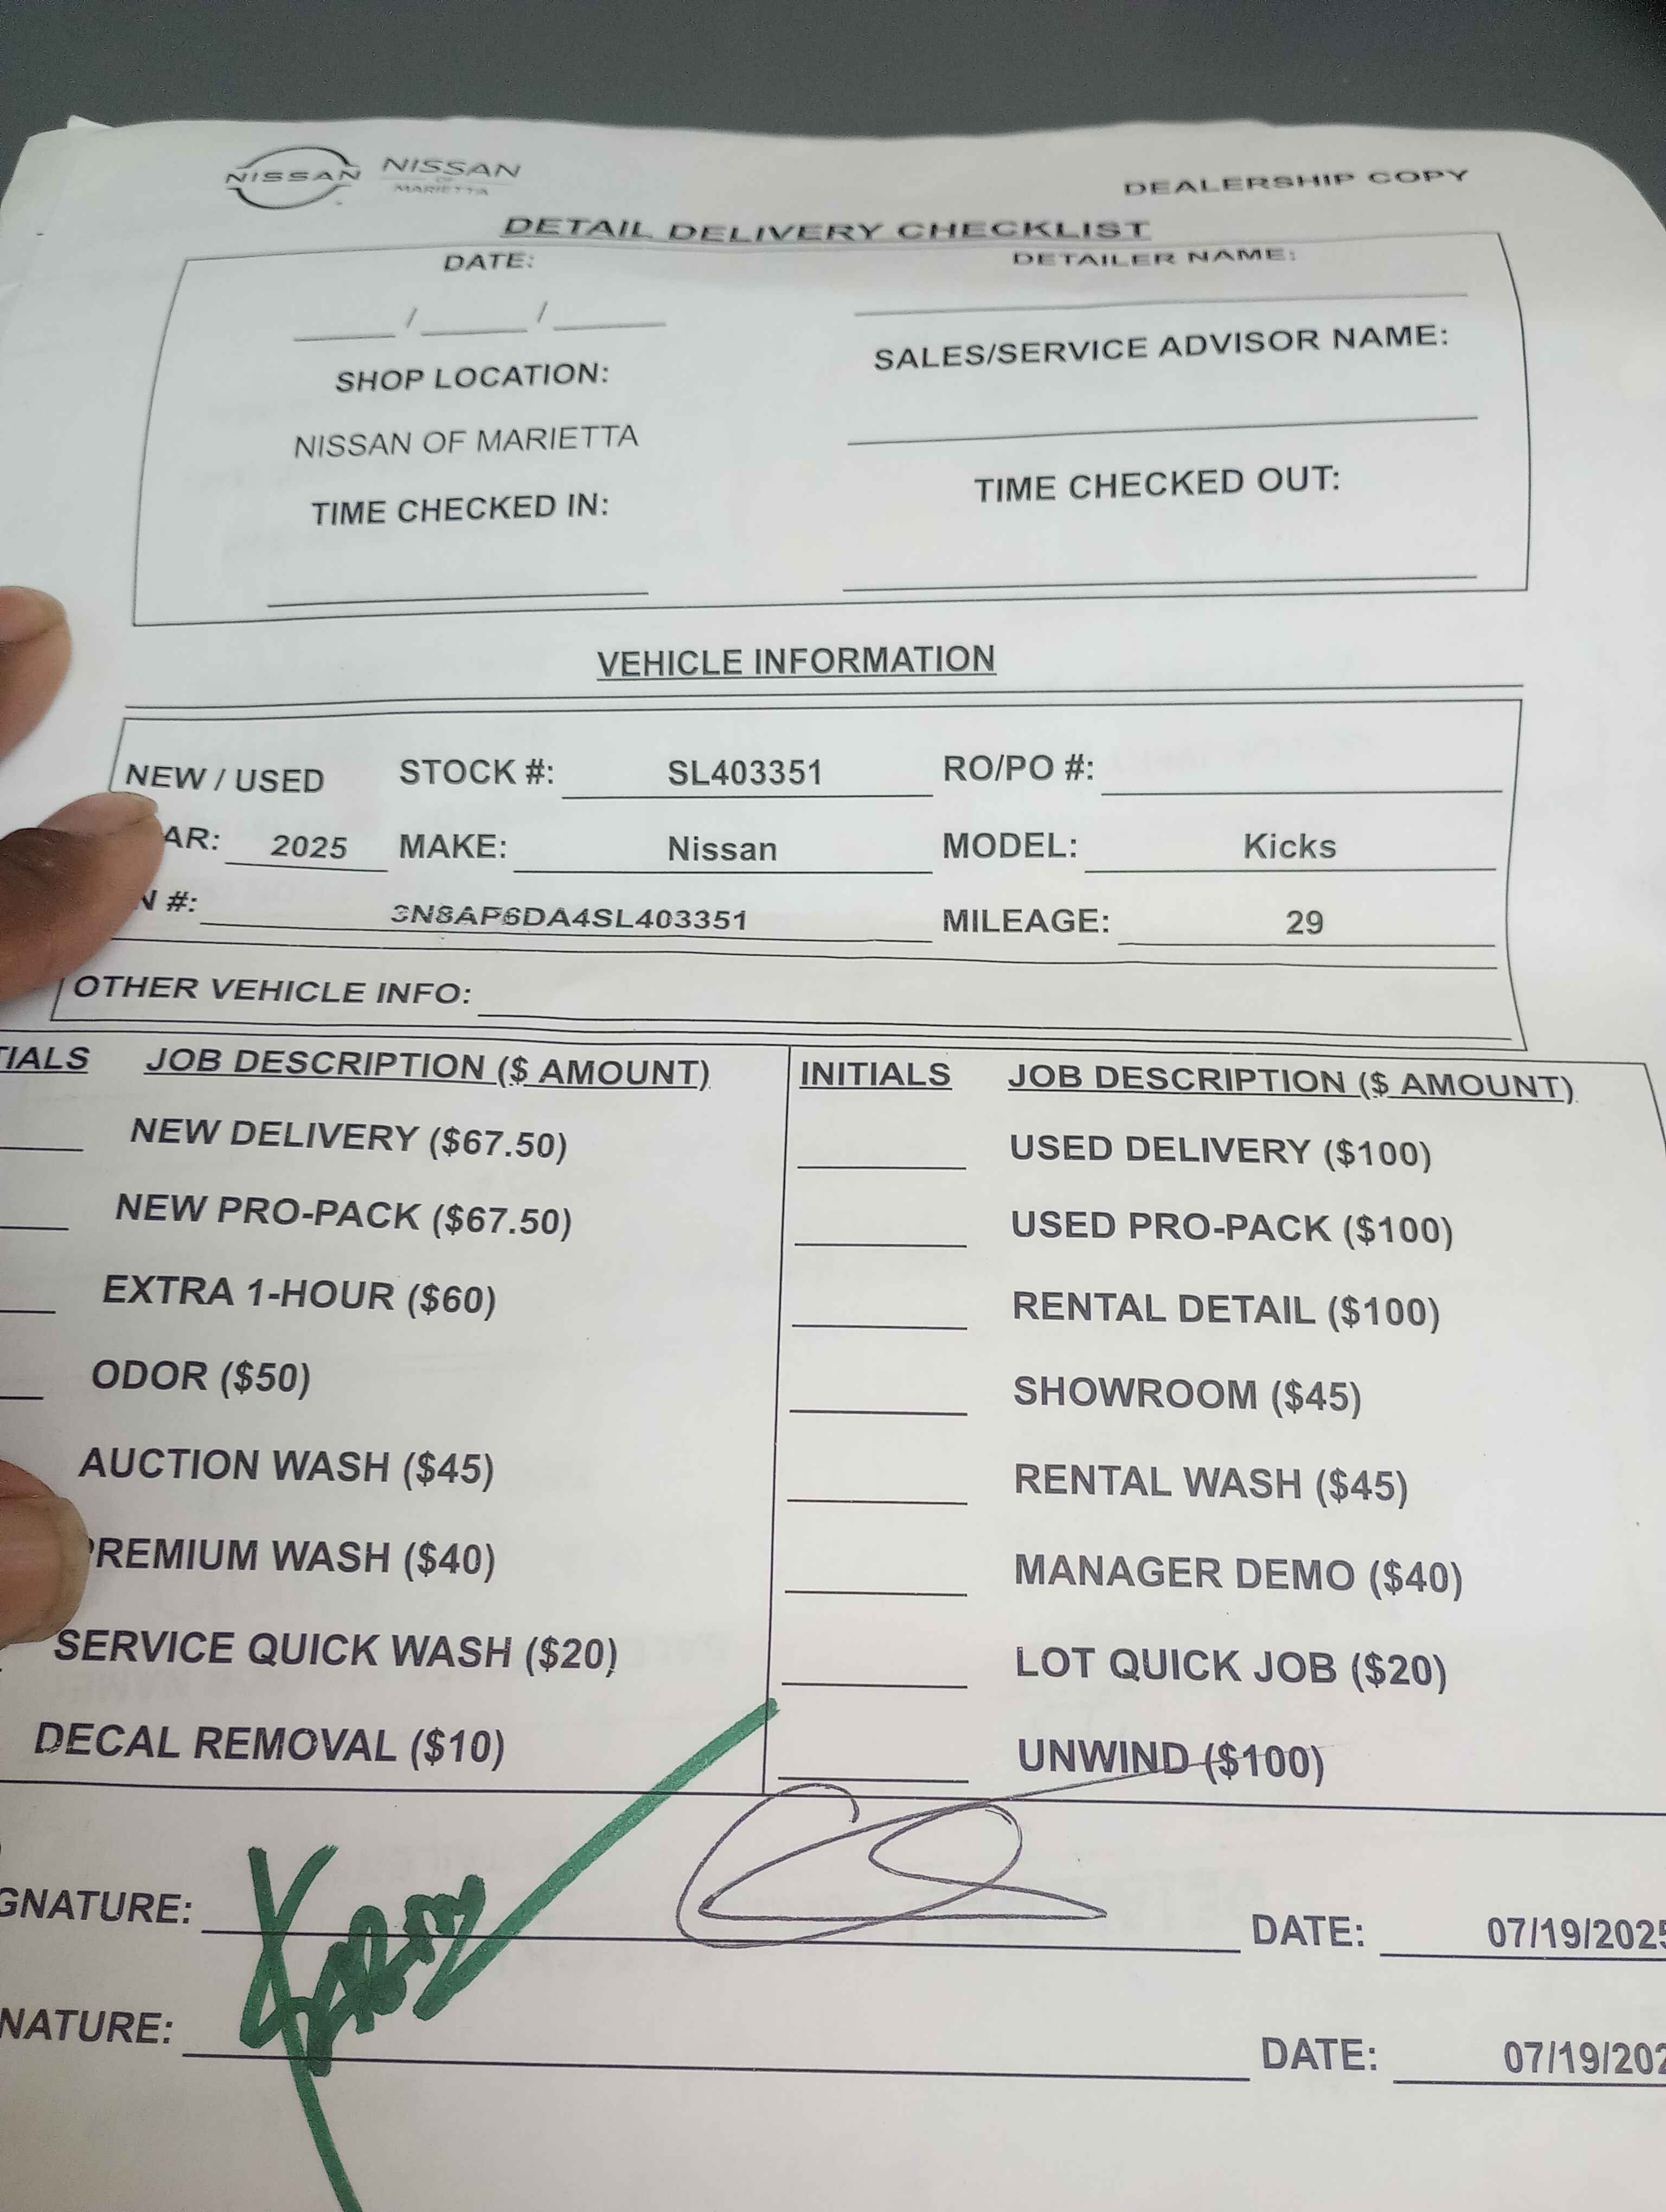 NISSAN NISSAN OF MARIETTA
DEALERSHIP COPY
DETAIL DELIVERY CHECKLIST
DATE: DETAILER NAME:
/ /
SHOP LOCATION: SALES/SERVICE ADVISOR NAME:
NISSAN OF MARIETTA
TIME CHECKED IN: TIME CHECKED OUT:
VEHICLE INFORMATION
NEW / USED STOCK #: SL403351 RO/PO #:
AR: 2025 MAKE: Nissan MODEL: Kicks
N #: 3N8AP6DA4SL403351 MILEAGE: 29
OTHER VEHICLE INFO:
TIALS JOB DESCRIPTION ($ AMOUNT) INITIALS JOB DESCRIPTION ($ AMOUNT)
NEW DELIVERY ($67.50) USED DELIVERY ($100)
NEW PRO-PACK ($67.50) USED PRO-PACK ($100)
EXTRA 1-HOUR ($60) RENTAL DETAIL ($100)
ODOR ($50) SHOWROOM ($45)
AUCTION WASH ($45) RENTAL WASH ($45)
PREMIUM WASH ($40) MANAGER DEMO ($40)
SERVICE QUICK WASH ($20) LOT QUICK JOB ($20)
DECAL REMOVAL ($10) UNWIND ($100)
GNATURE: DATE: 07/19/2025
NATURE: DATE: 07/19/202